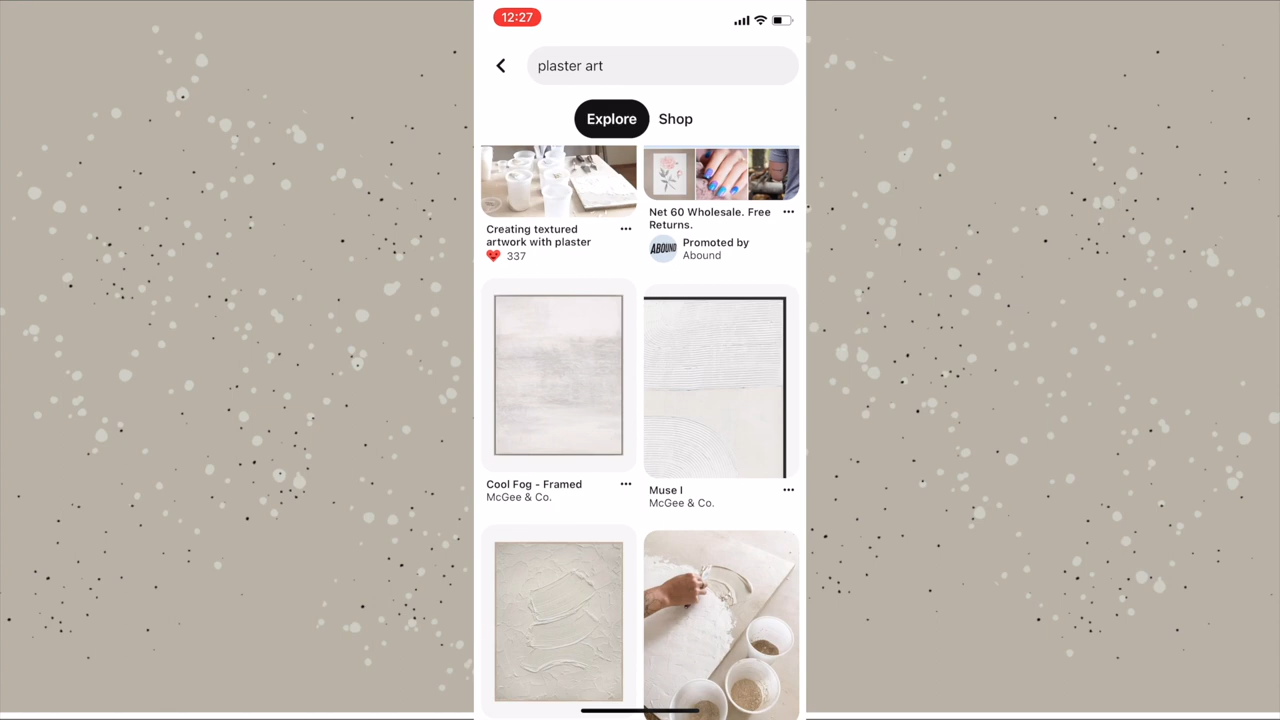 12:27
plaster art
Explore
Shop
Creating textured
artwork with plaster
337
Net 60 Wholesale. Free
Returns.
ABOUND
Promoted by
Abound
Cool Fog - Framed
McGee & Co.
Muse I
McGee & Co.